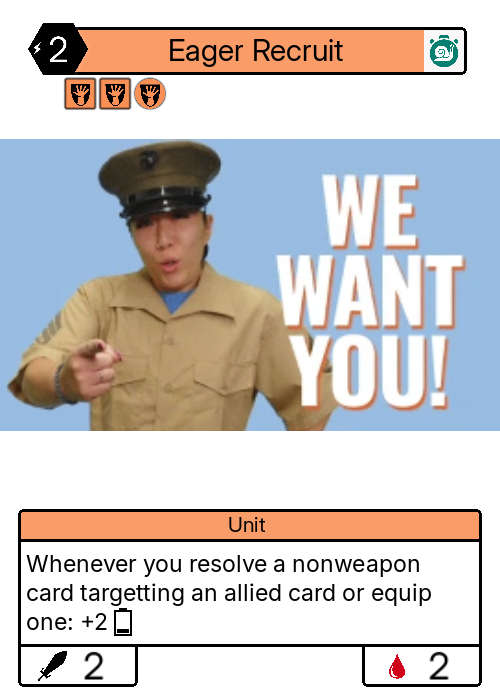 2
Eager Recruit
WE
WANT
YOU!
Unit
Whenever you resolve a nonweapon
card targetting an allied card or equip
one: +2
2
2